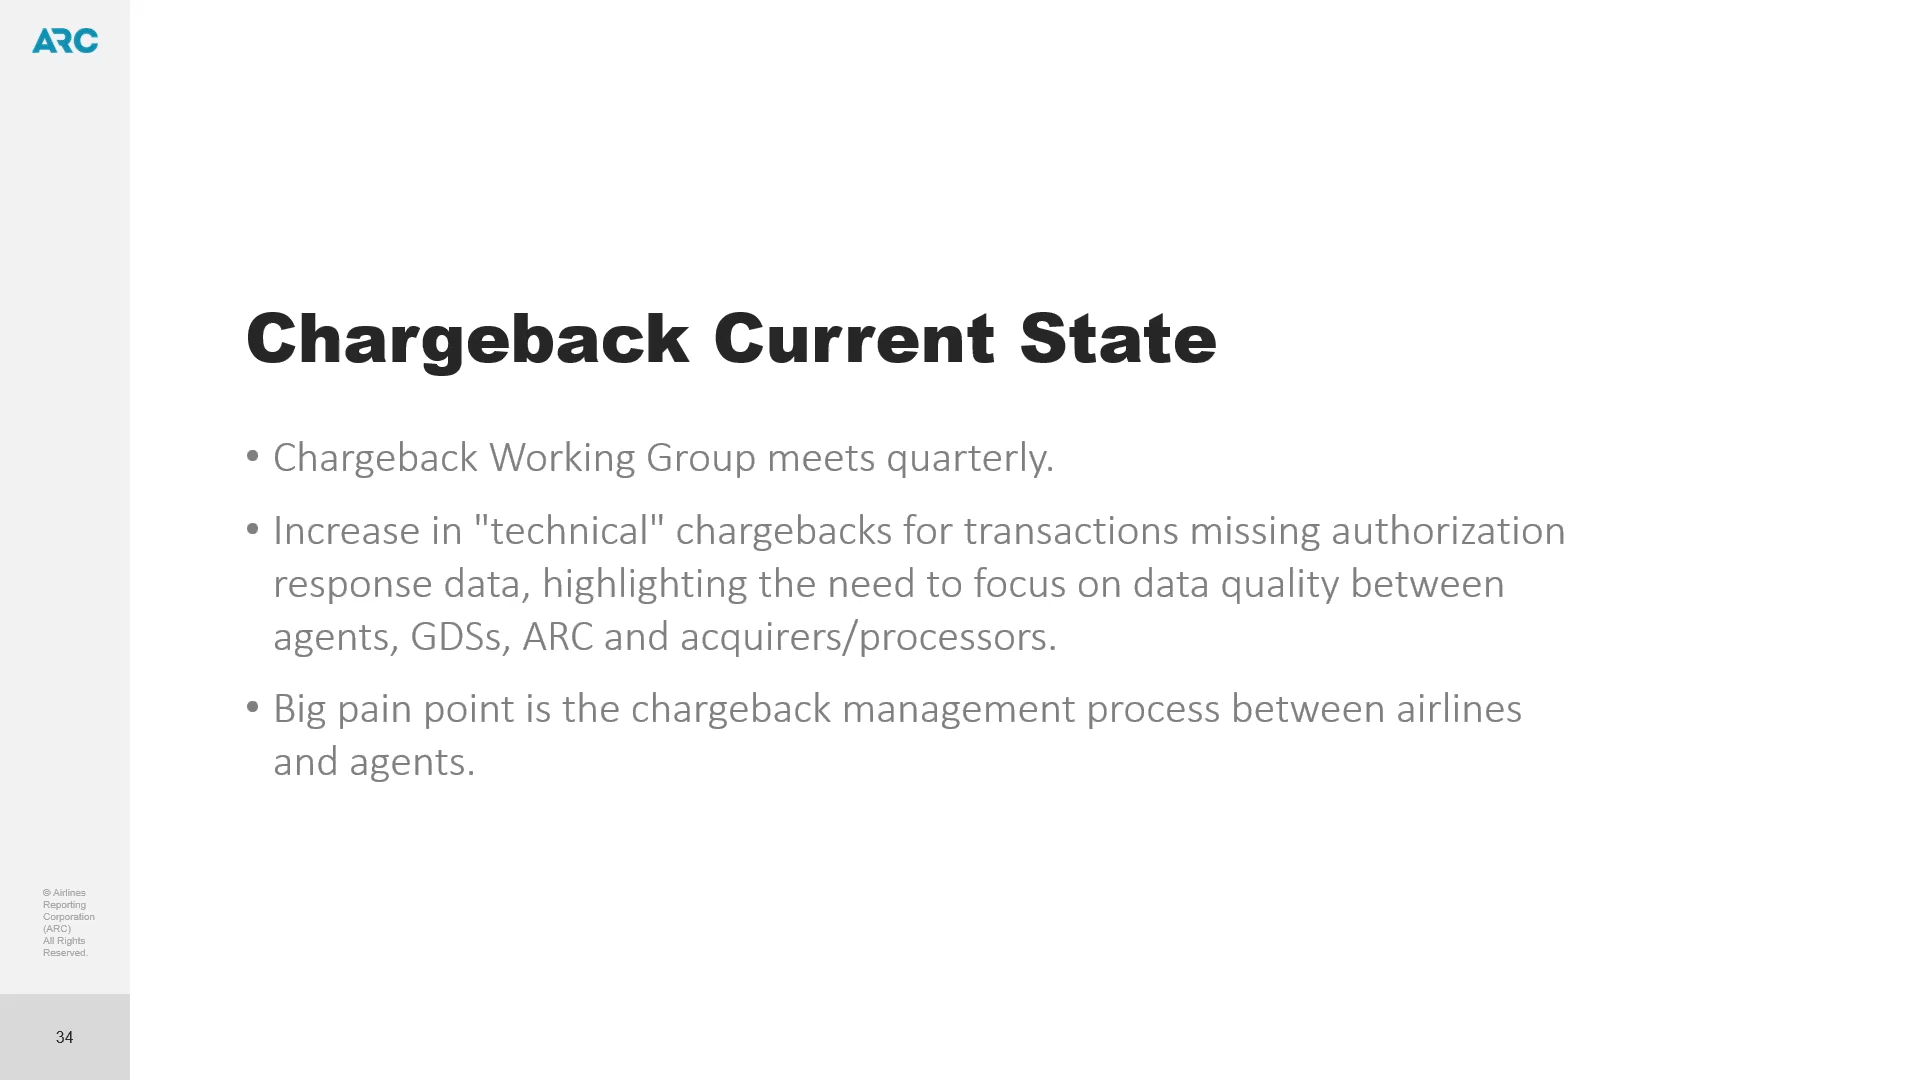 ARC
Chargeback Current State
• Chargeback Working Group meets quarterly.
• Increase in "technical" chargebacks for transactions missing authorization
response data, highlighting the need to focus on data quality between
agents, GDSs, ARC and acquirers/processors.
• Big pain point is the chargeback management process between airlines
and agents.
© Airlines
Reporting
Corporation
(ARC)
All Rights
Reserved.
34